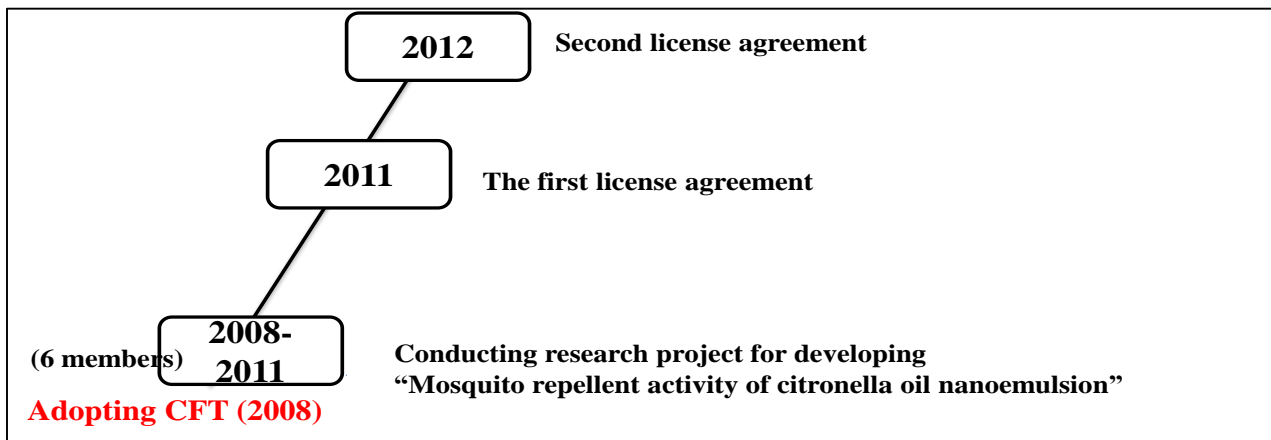 2012
Second license agreement
2011
The first license agreement
(6 members)
2008-
2011
Conducting research project for developing
“Mosquito repellent activity of citronella oil nanoemulsion”
Adopting CFT (2008)